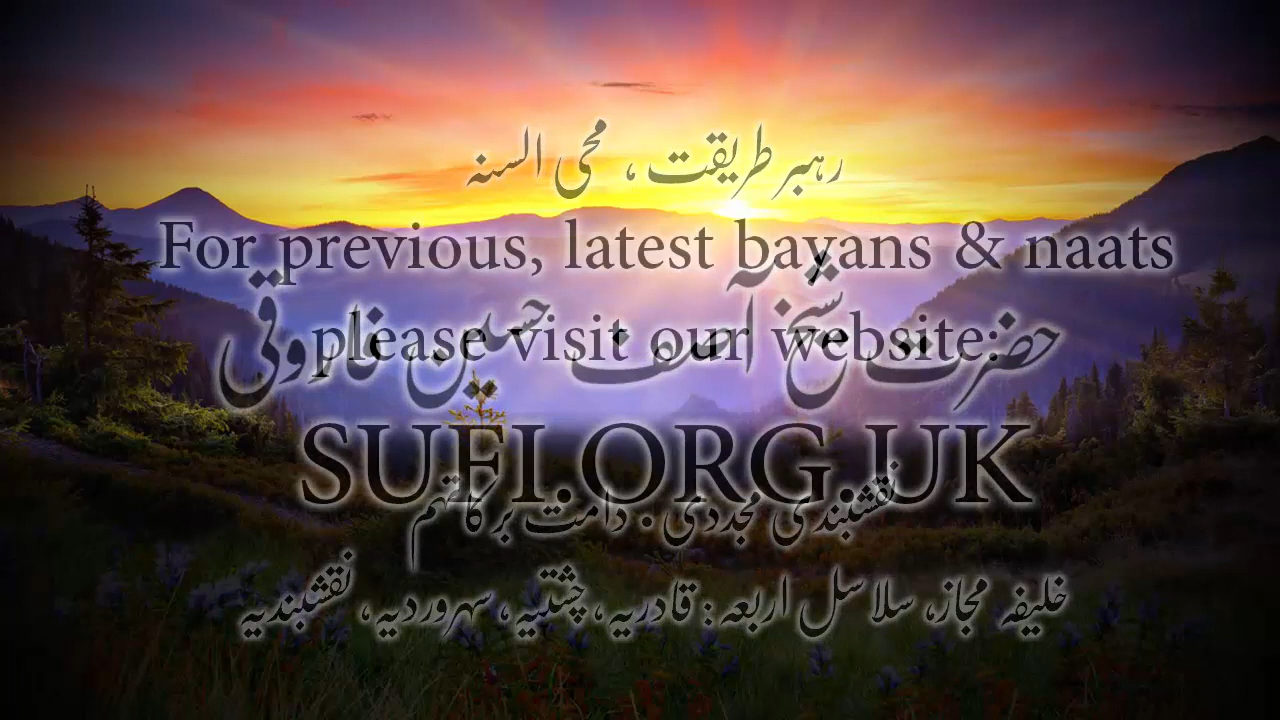 رہبر طریقت، محی السنہ
For previous, latest bayans & naats
حضرت شیخ آصف حسین فاروقی
please visit our website:
SUFI.ORG.UK
نقشبندی مجددی . دامت برکاتہم
خلیفہ مجاز، سلاسل اربعہ: قادریہ، چشتیہ، سہروردیہ، نقشبندیہ